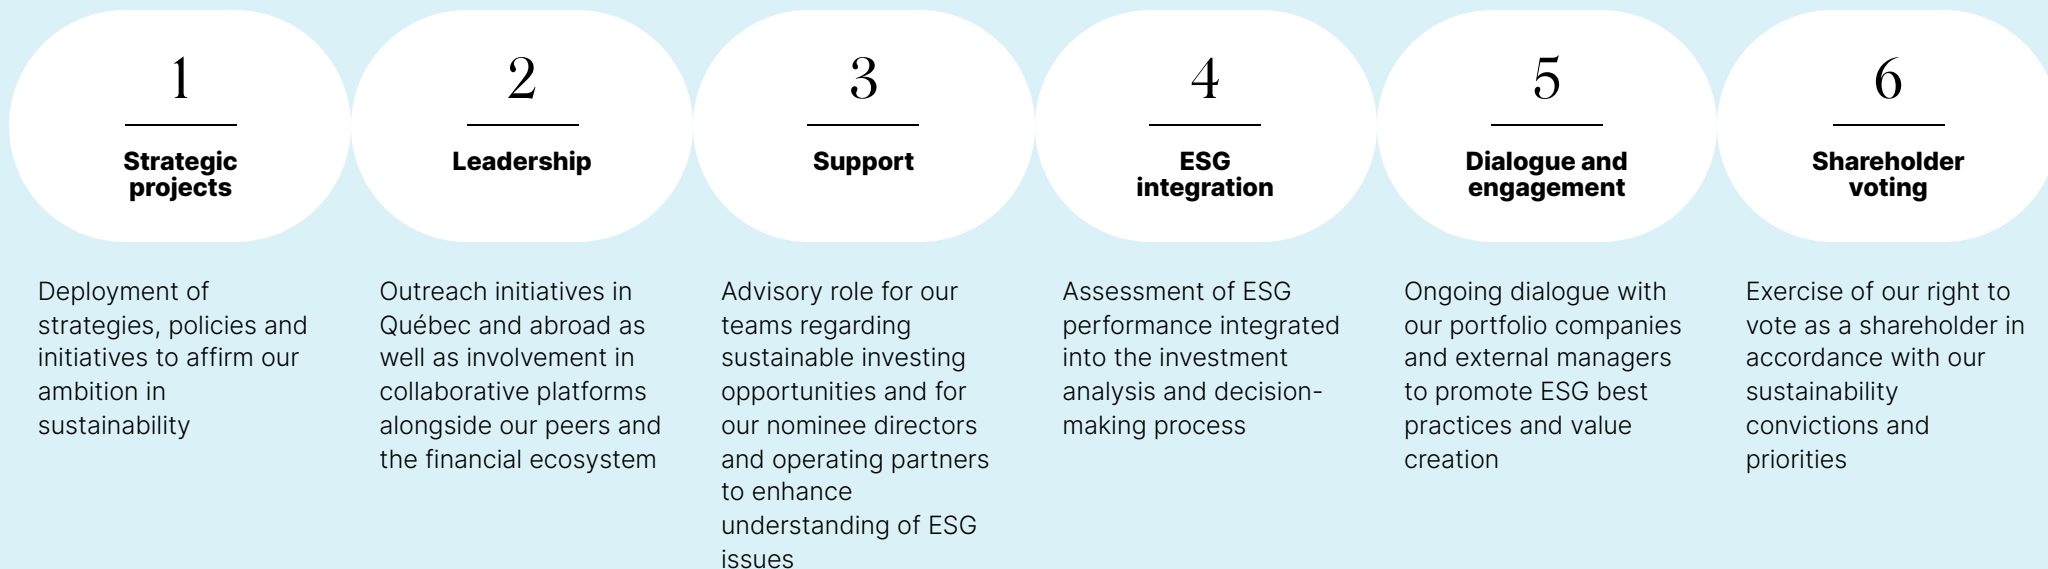 1
Strategic
projects
Deployment of
strategies, policies and
initiatives to affirm our
ambition in
sustainability
2
Leadership
Outreach initiatives in
Québec and abroad as
well as involvement in
collaborative platforms
alongside our peers and
the financial ecosystem
3
Support
Advisory role for our
teams regarding
sustainable investing
opportunities and for
our nominee directors
and operating partners
to enhance
understanding of ESG
issues
4
ESG
integration
Assessment of ESG
performance integrated
into the investment
analysis and decision-
making process
5
Dialogue and
engagement
Ongoing dialogue with
our portfolio companies
and external managers
to promote ESG best
practices and value
creation
6
Shareholder
voting
Exercise of our right to
vote as a shareholder in
accordance with our
sustainability
convictions and
priorities